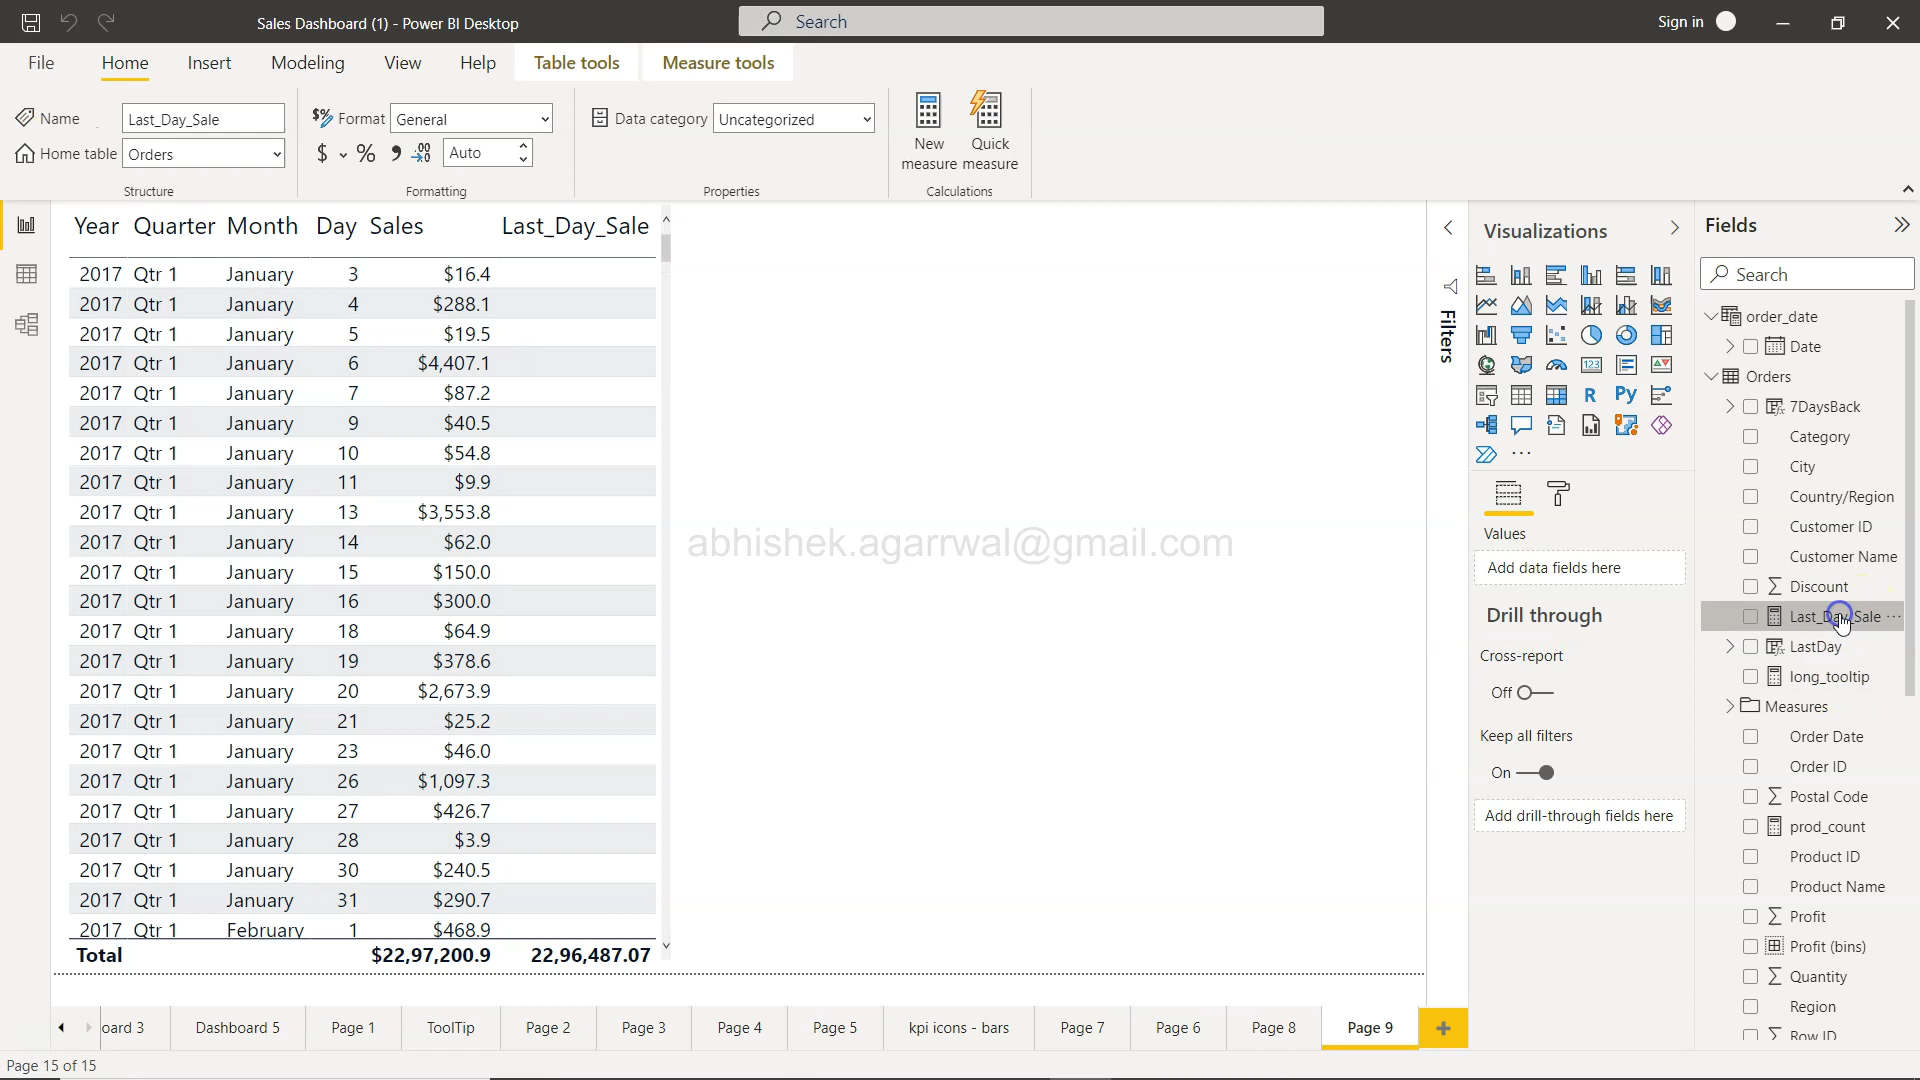 Sales Dashboard (1) - Power BI Desktop
Search
Sign in
File Home Insert Modeling View Help Table tools Measure tools
Name Last_Day_Sale
$% Format General
Data category Uncategorized
New measure
Quick measure
Home table Orders
$ % , .00 Auto
Structure Formatting Properties Calculations
Year Quarter Month Day Sales Last_Day_Sale
2017 Qtr 1 January 3 $16.4
2017 Qtr 1 January 4 $288.1
2017 Qtr 1 January 5 $19.5
2017 Qtr 1 January 6 $4,407.1
2017 Qtr 1 January 7 $87.2
2017 Qtr 1 January 9 $40.5
2017 Qtr 1 January 10 $54.8
2017 Qtr 1 January 11 $9.9
2017 Qtr 1 January 13 $3,553.8
2017 Qtr 1 January 14 $62.0
2017 Qtr 1 January 15 $150.0
2017 Qtr 1 January 16 $300.0
2017 Qtr 1 January 18 $64.9
2017 Qtr 1 January 19 $378.6
2017 Qtr 1 January 20 $2,673.9
2017 Qtr 1 January 21 $25.2
2017 Qtr 1 January 23 $46.0
2017 Qtr 1 January 26 $1,097.3
2017 Qtr 1 January 27 $426.7
2017 Qtr 1 January 28 $3.9
2017 Qtr 1 January 30 $240.5
2017 Qtr 1 January 31 $290.7
2017 Qtr 1 February 1 $468.9
Total $22,97,200.9 22,96,487.07
abhishek.agarrwal@gmail.com
Filters
Visualizations
123
R
Py
...
Values
Add data fields here
Drill through
Cross-report
Off
Keep all filters
On
Add drill-through fields here
Fields
Search
order_date
Date
Orders
7DaysBack
Category
City
Country/Region
Customer ID
Customer Name
Discount
Last_Day_Sale ...
LastDay
long_tooltip
Measures
Order Date
Order ID
Postal Code
prod_count
Product ID
Product Name
Profit
Profit (bins)
Quantity
Region
Row ID
oard 3 Dashboard 5 Page 1 ToolTip Page 2 Page 3 Page 4 Page 5 kpi icons - bars Page 7 Page 6 Page 8 Page 9 +
Page 15 of 15